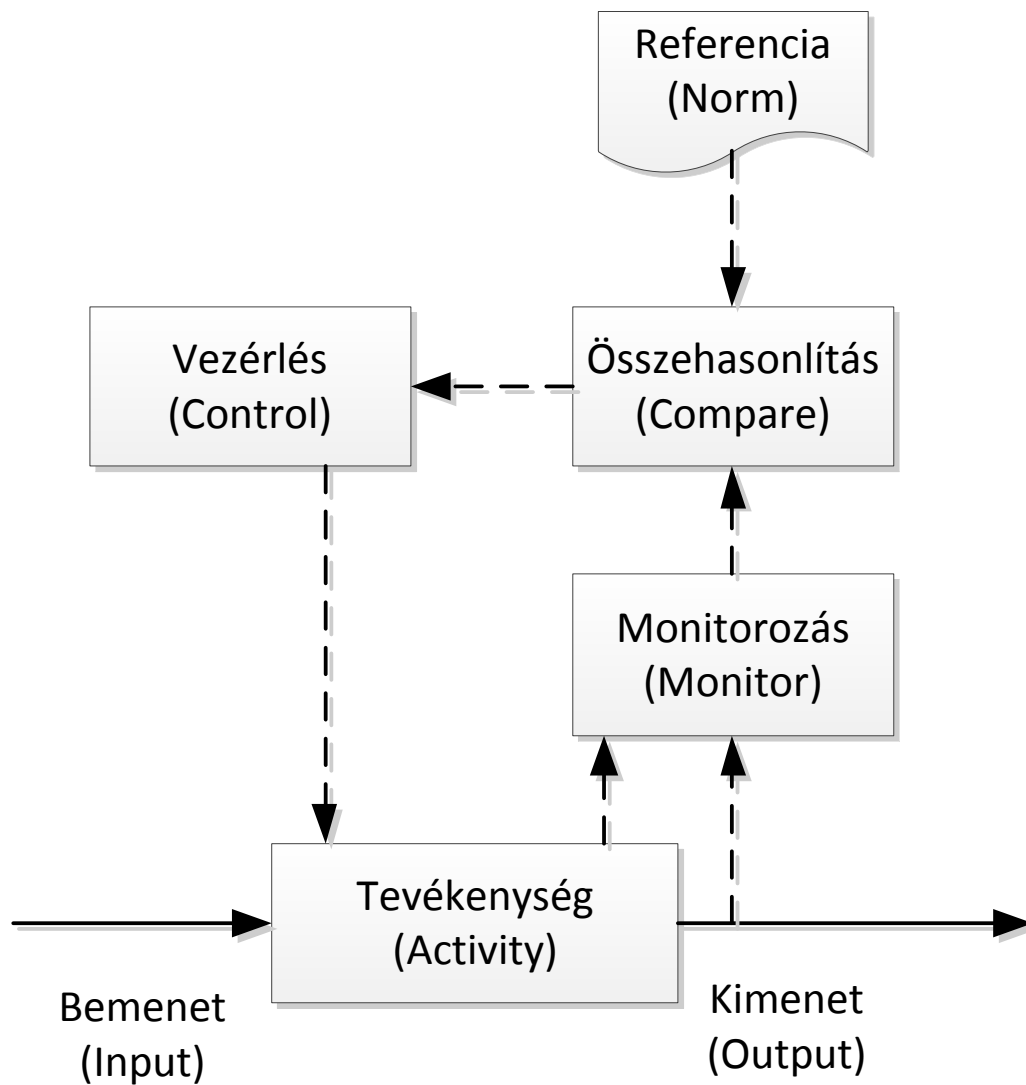 Referencia
(Norm)
Vezérlés
(Control)
Összehasonlítás
(Compare)
Monitorozás
(Monitor)
Tevékenység
(Activity)
Bemenet
(Input)
Kimenet
(Output)